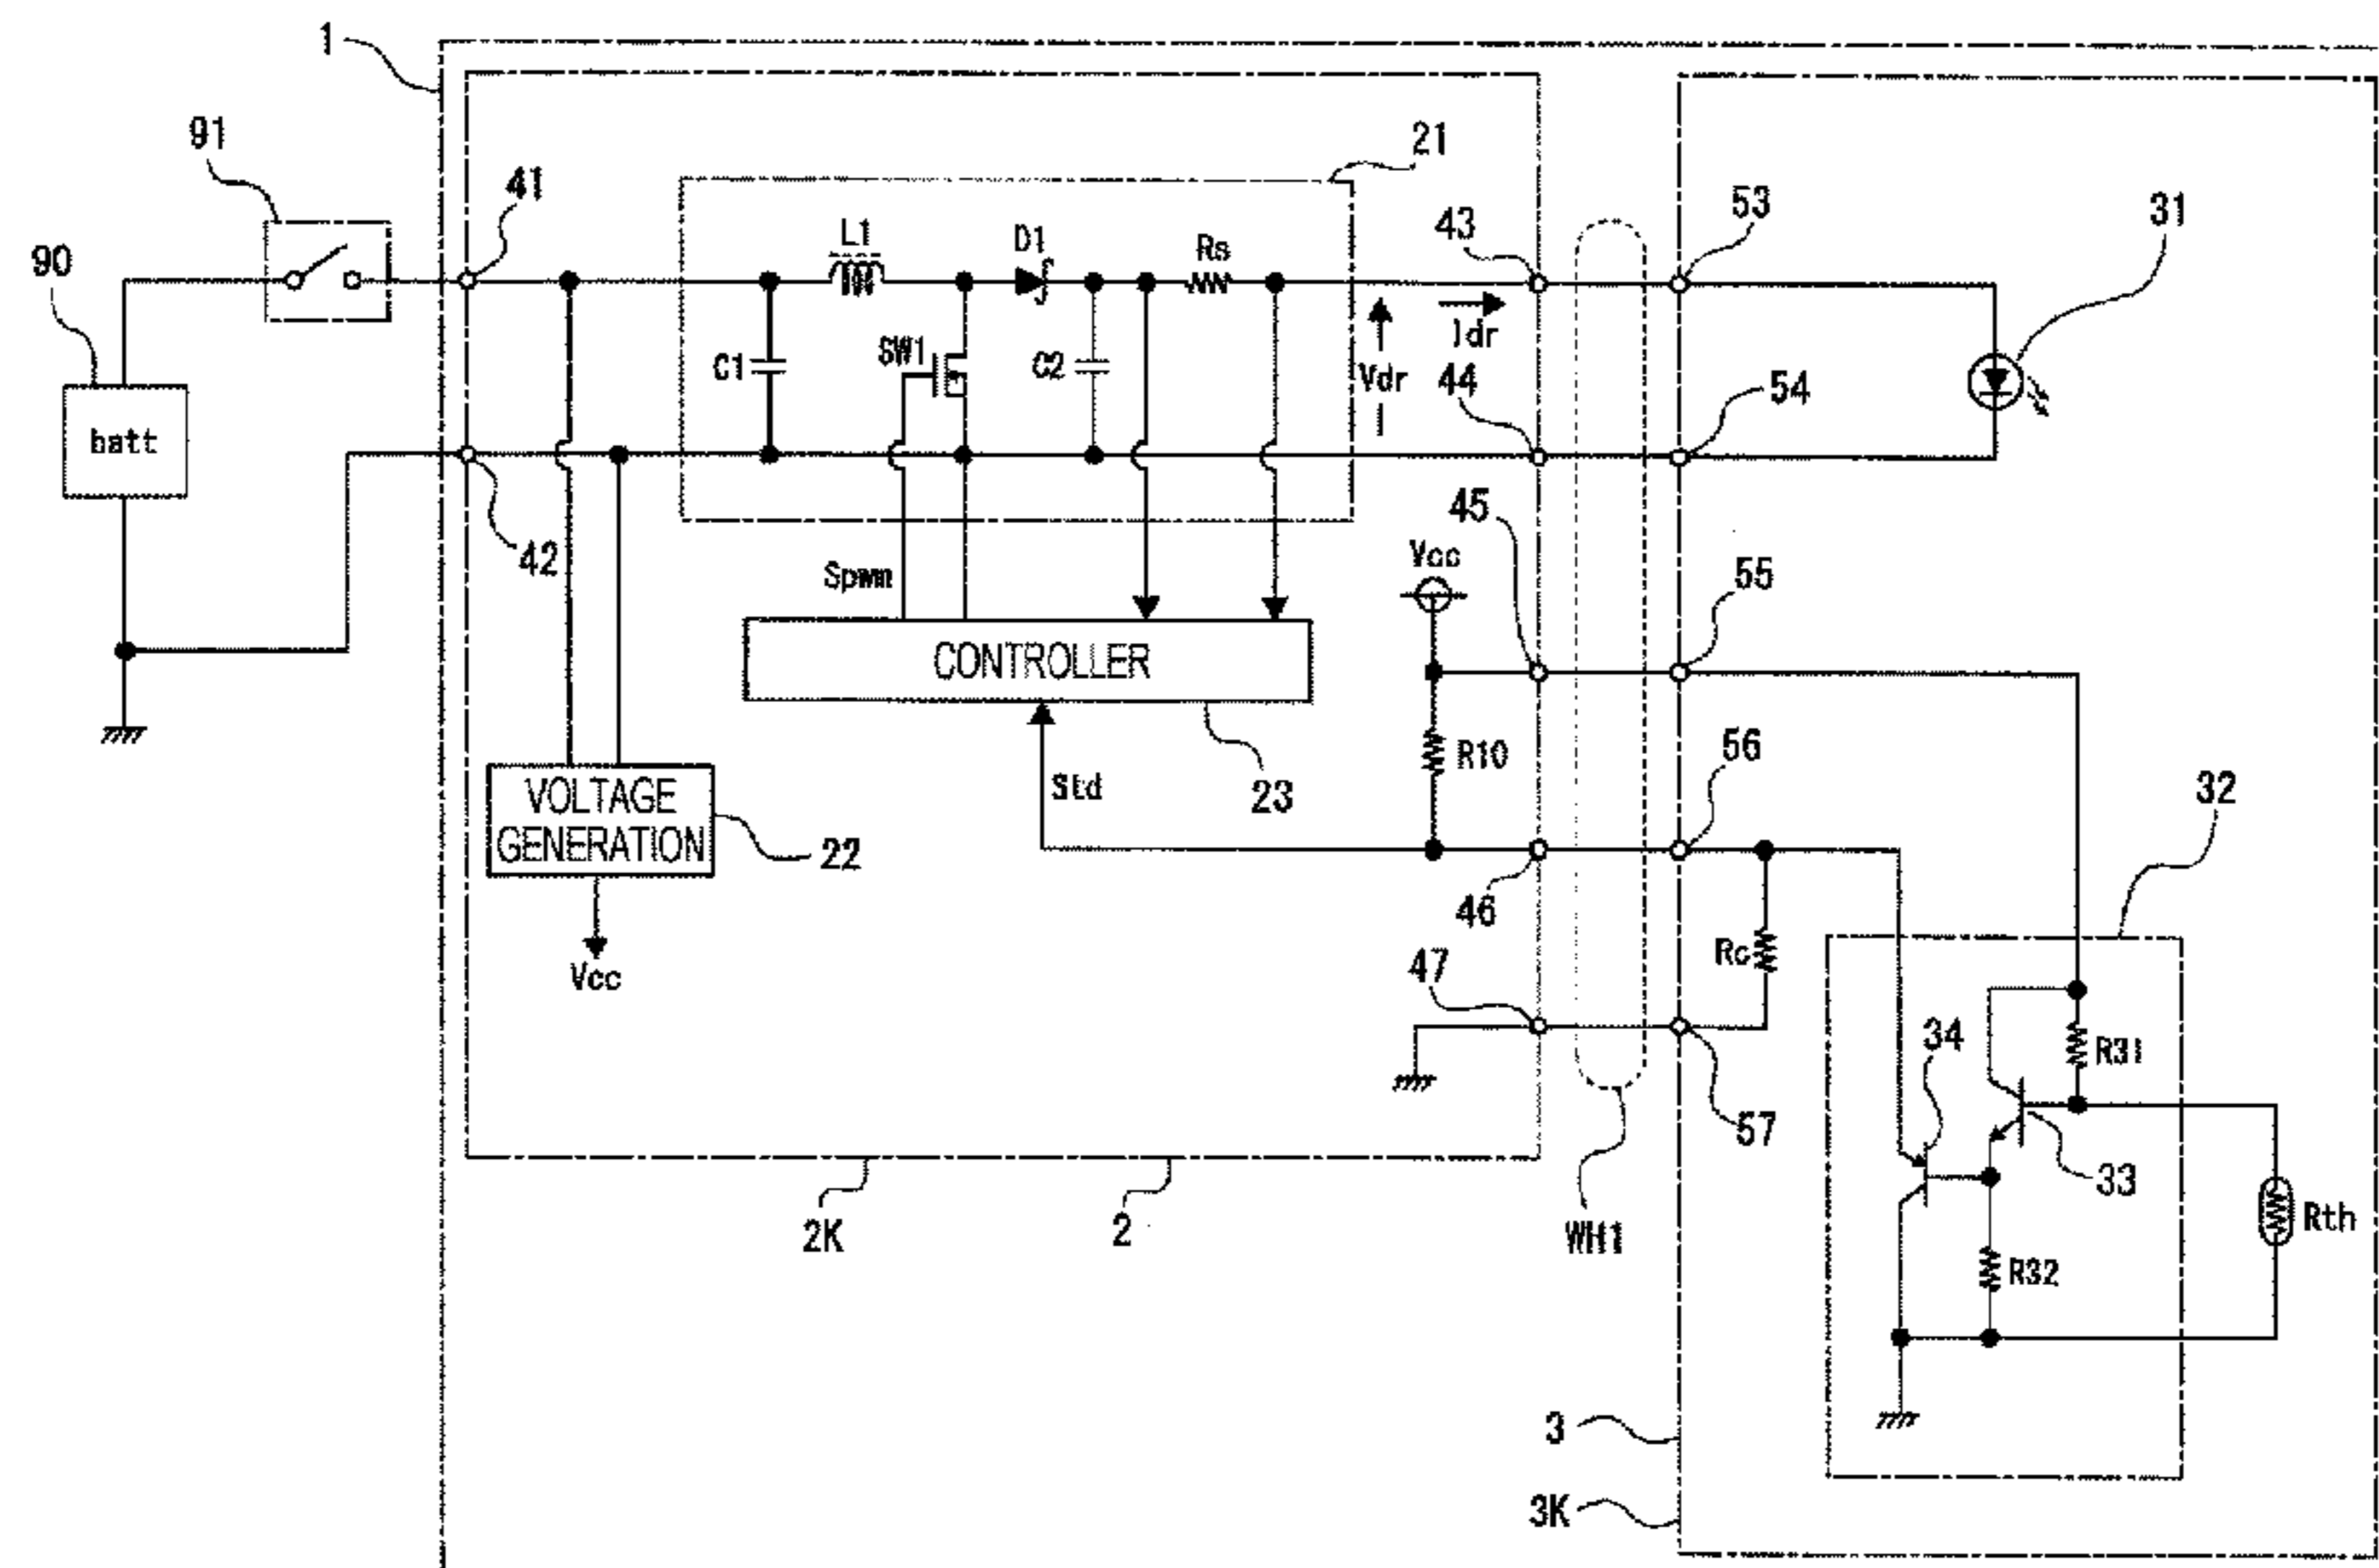 1
91
21
41
53
43
31
L1
D1
Rs
90
SW1
C1
C2
Idr
Vdr
44
54
batt
45
42
Vcc
55
Spwm
CONTROLLER
56
R10
Std
23
32
VOLTAGE
GENERATION
22
46
Rc
47
Vcc
34
R31
57
33
2K
2
WH1
Rth
R32
3
3K